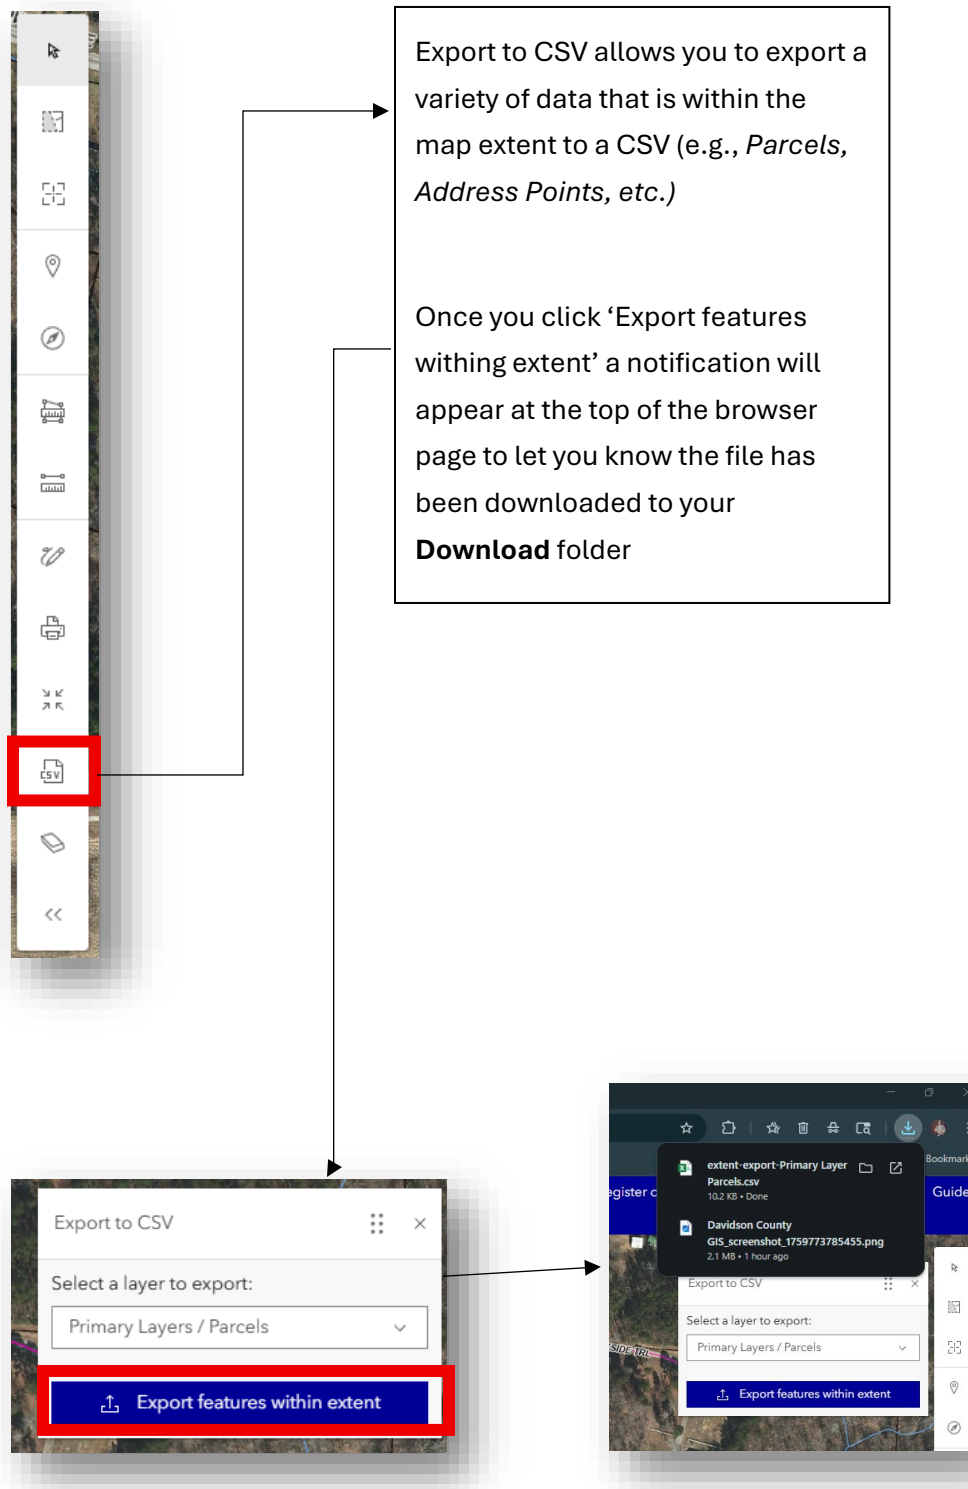 Export to CSV allows you to export a
variety of data that is within the
map extent to a CSV (e.g., Parcels,
Address Points, etc.)
Once you click ‘Export features
withing extent’ a notification will
appear at the top of the browser
page to let you know the file has
been downloaded to your
Download folder
CSV
Export to CSV
Select a layer to export:
Primary Layers / Parcels
Export features within extent
Bookmark
egister
Guide
extent-export-Primary Layer
Parcels.csv
10.2 KB • Done
Davidson County
GIS_screenshot_1759773785455.png
2.1 MB • 1 hour ago
Export to CSV
Select a layer to export:
Primary Layers / Parcels
Export features within extent
SIDE TRL